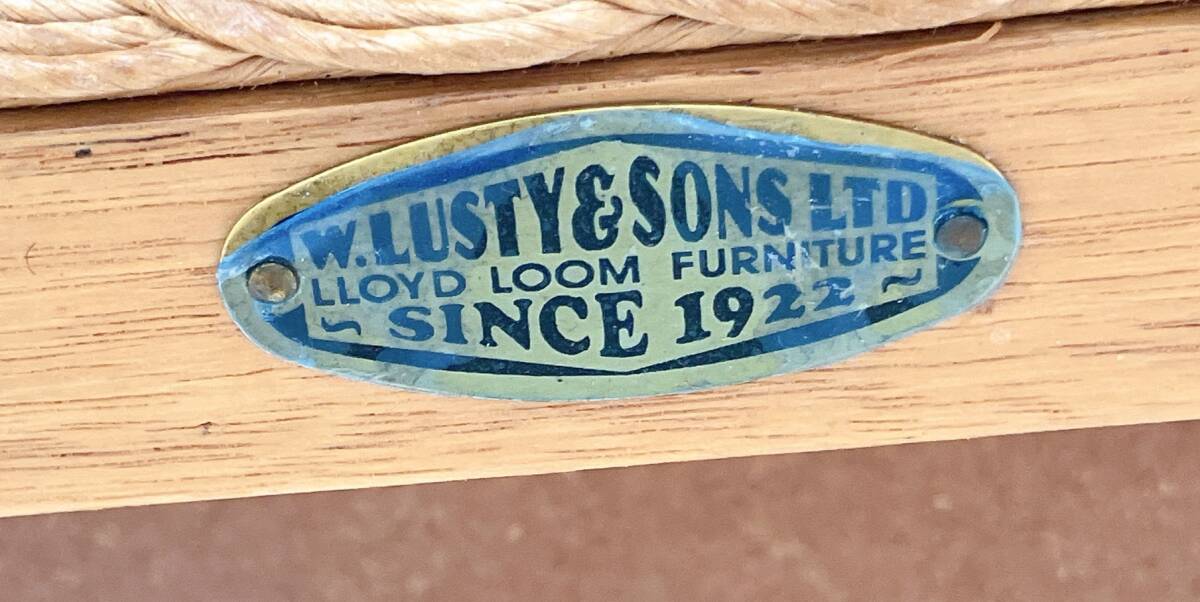 W.LUSTY&SONS LTD
LLOYD LOOM FURNITURE
~ SINCE 1922 ~